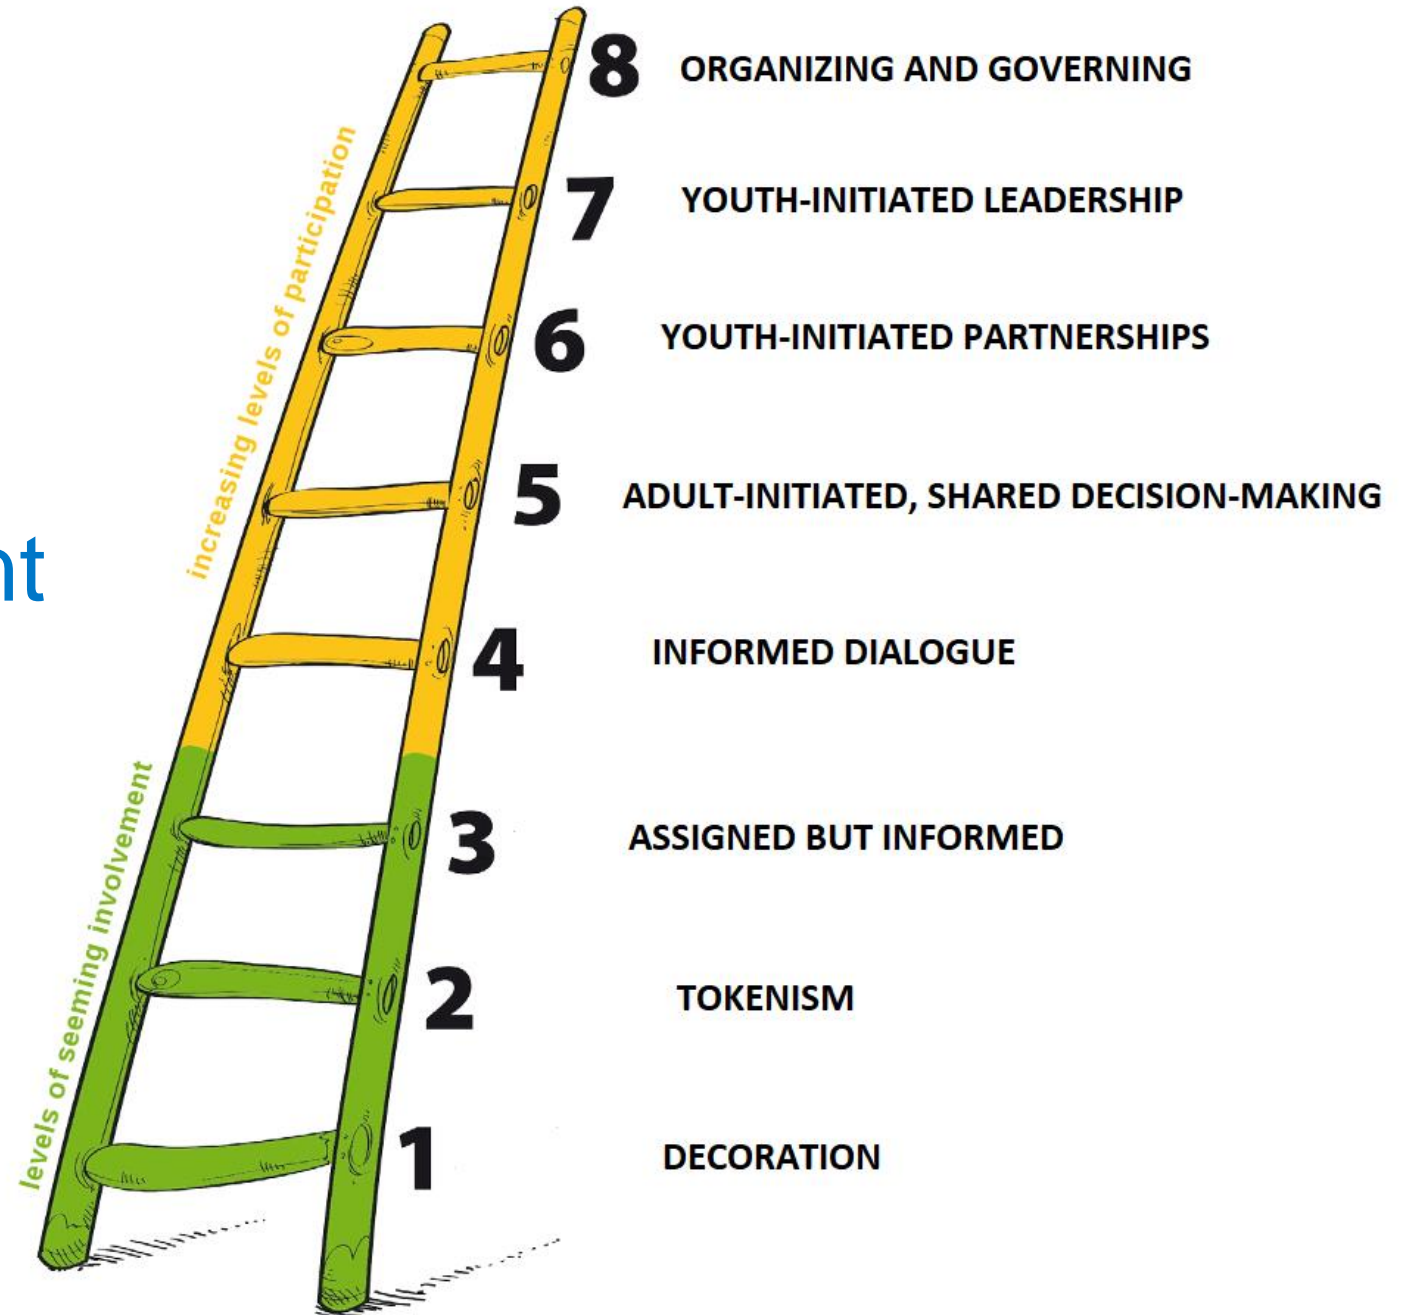 8 ORGANIZING AND GOVERNING
7 YOUTH-INITIATED LEADERSHIP
increasing levels of participation
6 YOUTH-INITIATED PARTNERSHIPS
5 ADULT-INITIATED, SHARED DECISION-MAKING
nt
4 INFORMED DIALOGUE
levels of seeming involvement
3 ASSIGNED BUT INFORMED
2 TOKENISM
1 DECORATION